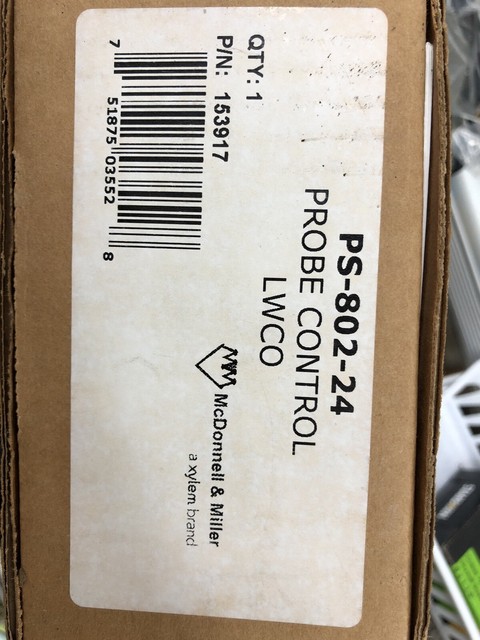 PS-802-24
PROBE CONTROL
LWCO
QTY: 1
P/N: 153917
7 51875 03552 8
McDonnell & Miller
a xylem brand